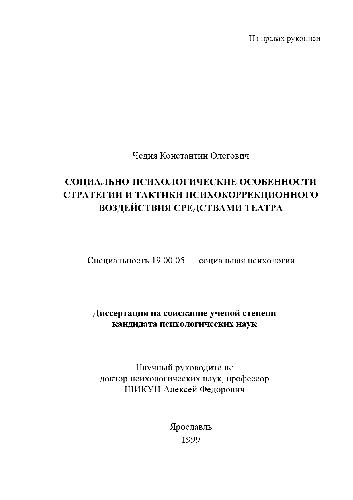 На правах рукописи
Чедия Константин Олегович
СОЦИАЛЬНО-ПСИХОЛОГИЧЕСКИЕ ОСОБЕННОСТИ
СТРАТЕГИИ И ТАКТИКИ ПСИХОКОРРЕКЦИОННОГО
ВОЗДЕЙСТВИЯ СРЕДСТВАМИ ТЕАТРА
Специальность 19.00.05 — социальная психология
Диссертация на соискание ученой степени
кандидата психологических наук
Научный руководитель:
доктор психологических наук, профессор
ШИКУН Алексей Федорович
Ярославль
1999